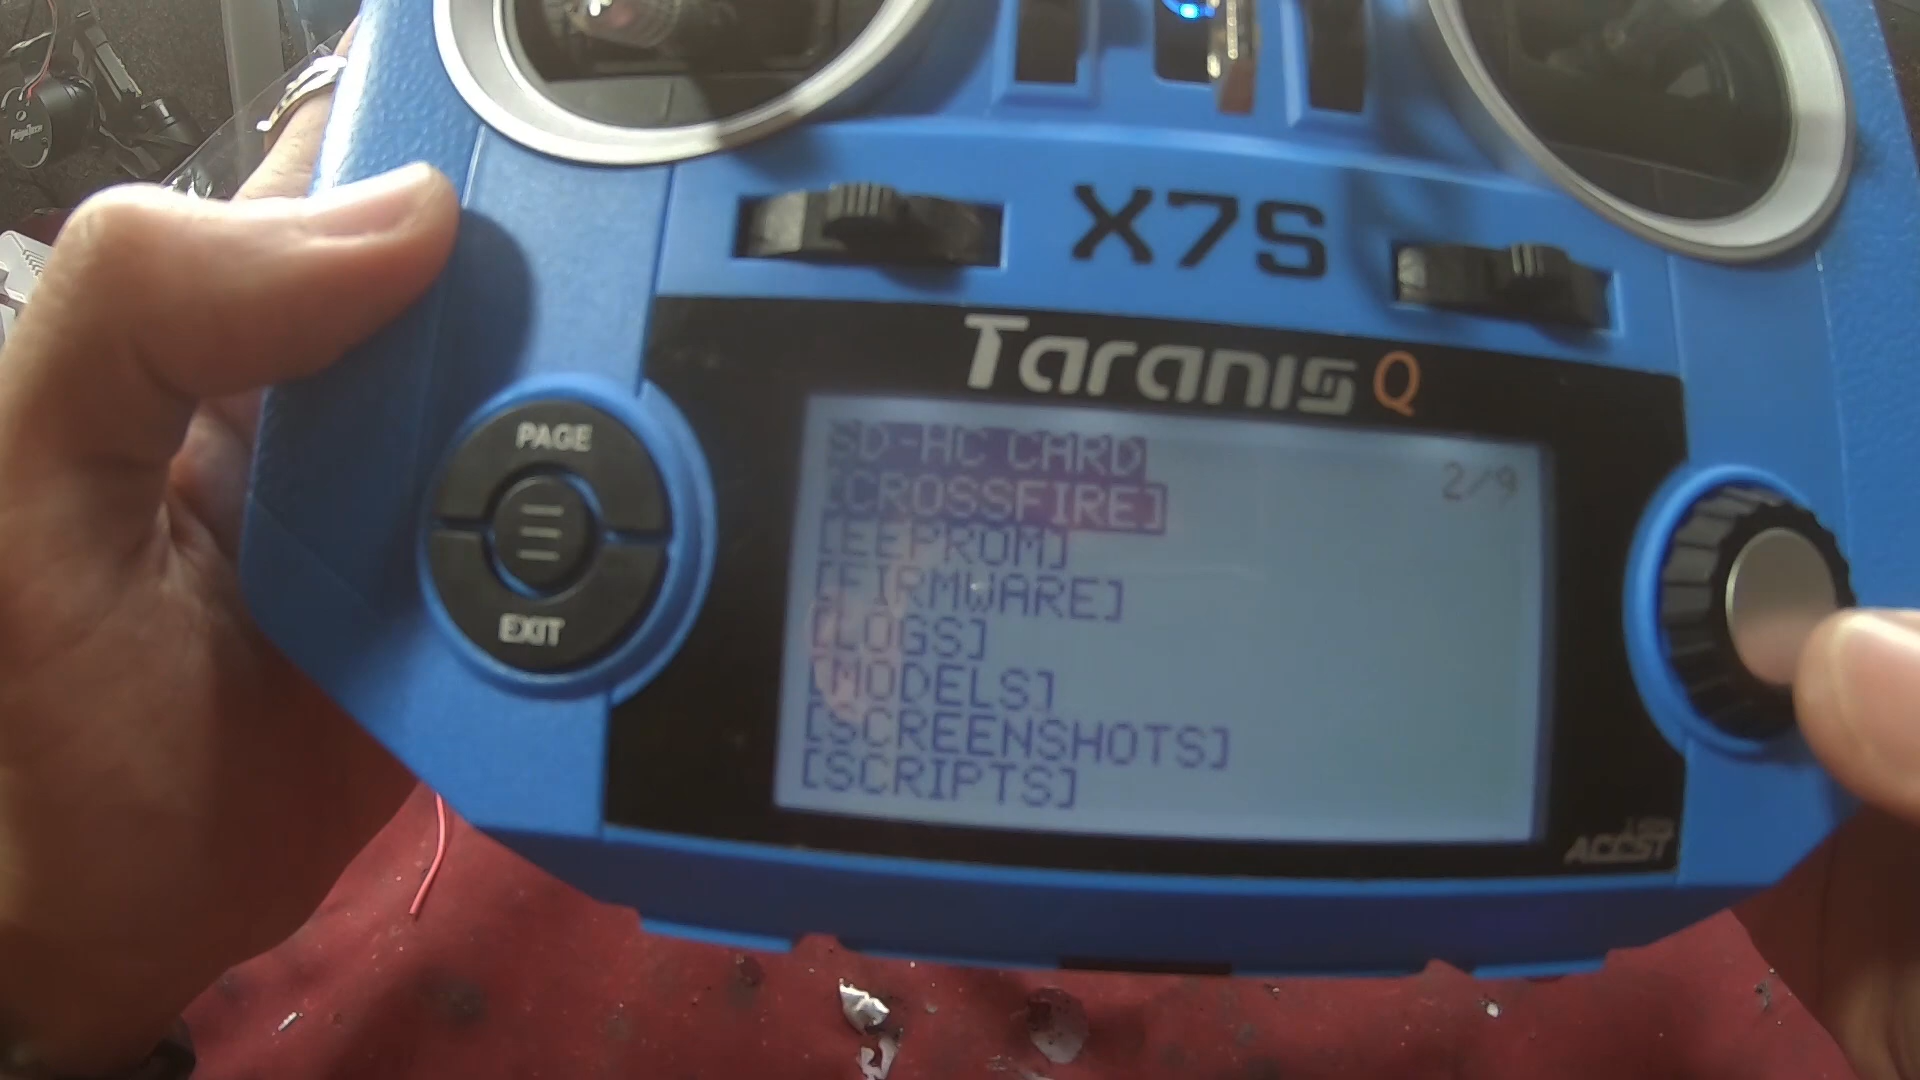 X7S
Taranis Q
PAGE
EXIT
SD-HC CARD
2/9
[CROSSFIRE]
[EEPROM]
[FIRMWARE]
[LOGS]
[MODELS]
[SCREENSHOTS]
[SCRIPTS]
ACCST